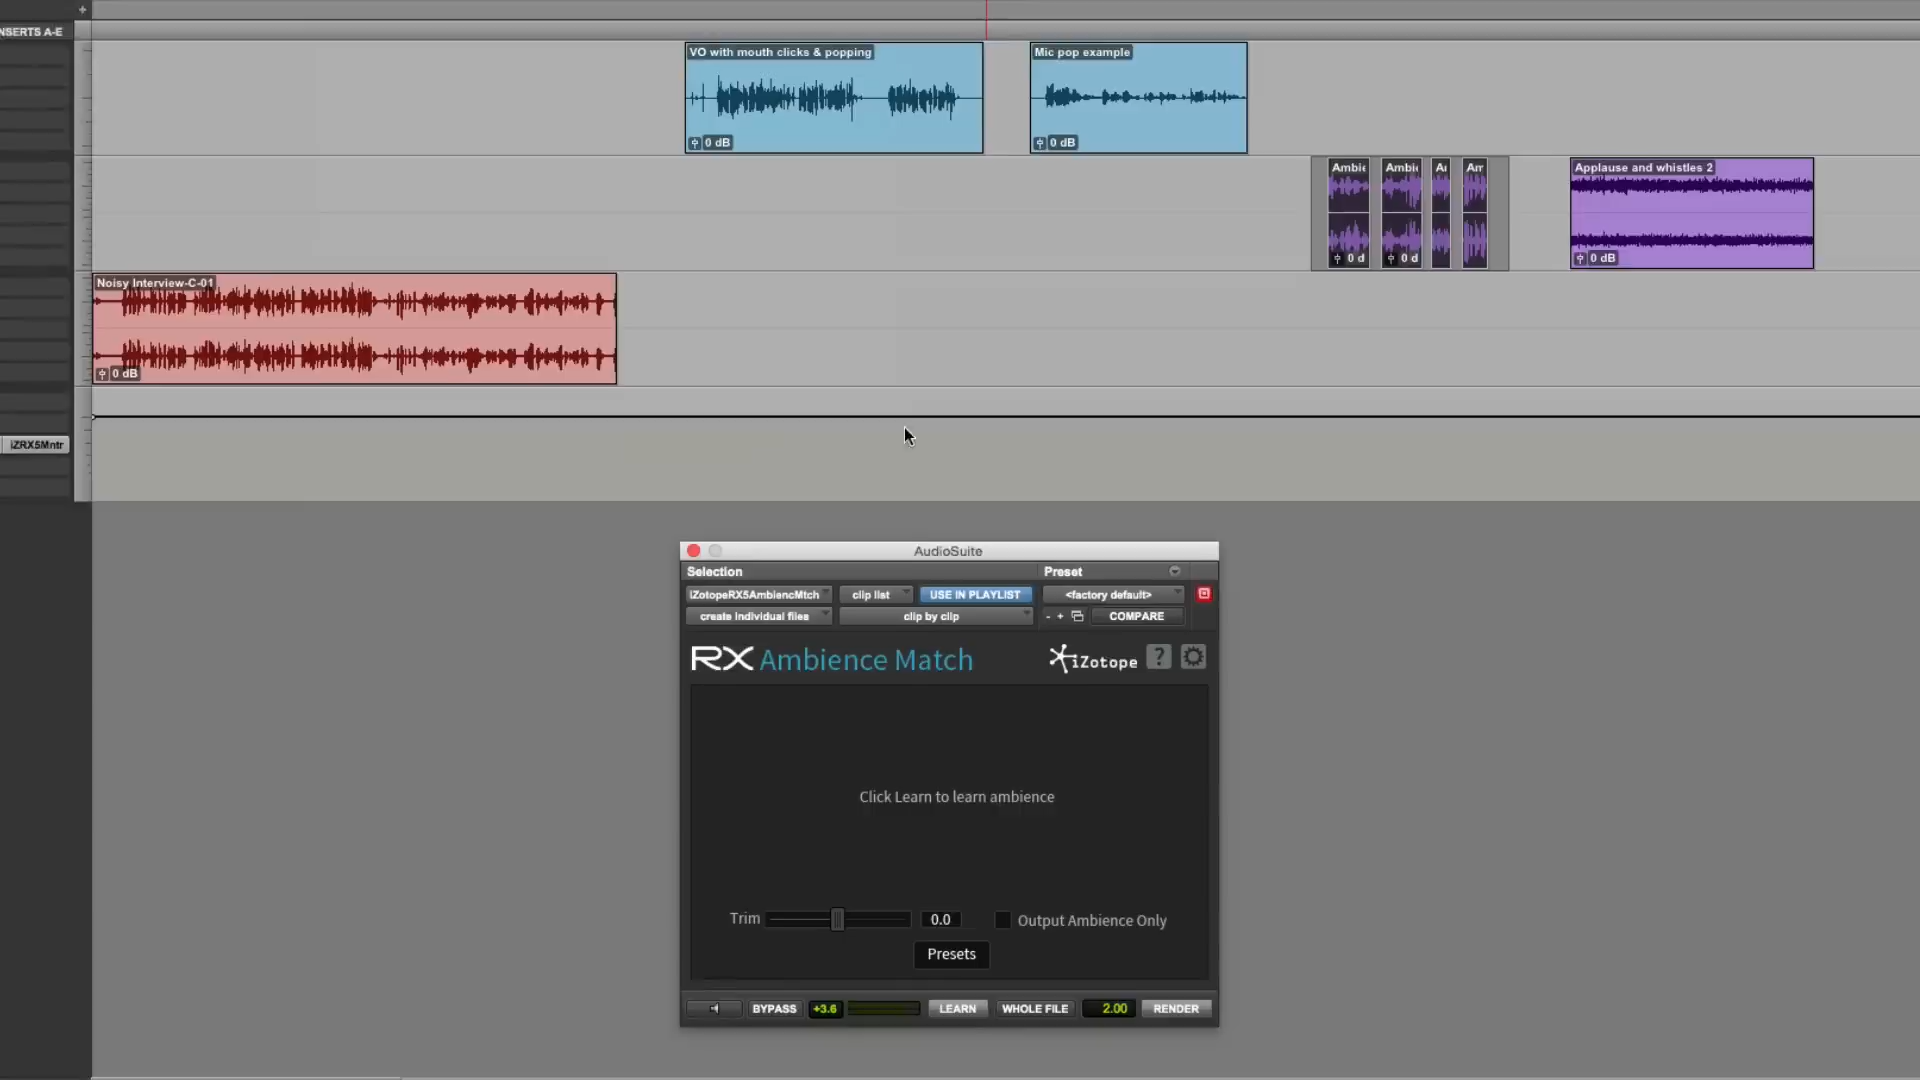 NSERTS A-E
VO with mouth clicks & popping
Mic pop example
0 dB
0 dB
Ambie
Ambie
Ar
Am
Applause and whistles 2
0 d
0 d
0 dB
Noisy Interview-C-01
0 dB
iZRX5Mntr
AudioSuite
Selection
Preset
iZotopeRX5AmbiencMtch
clip list
USE IN PLAYLIST
<factory default>
create individual files
clip by clip
- +
COMPARE
RX Ambience Match
iZotope
?
Click Learn to learn ambience
Trim
0.0
Output Ambience Only
Presets
BYPASS
+3.6
LEARN
WHOLE FILE
2.00
RENDER